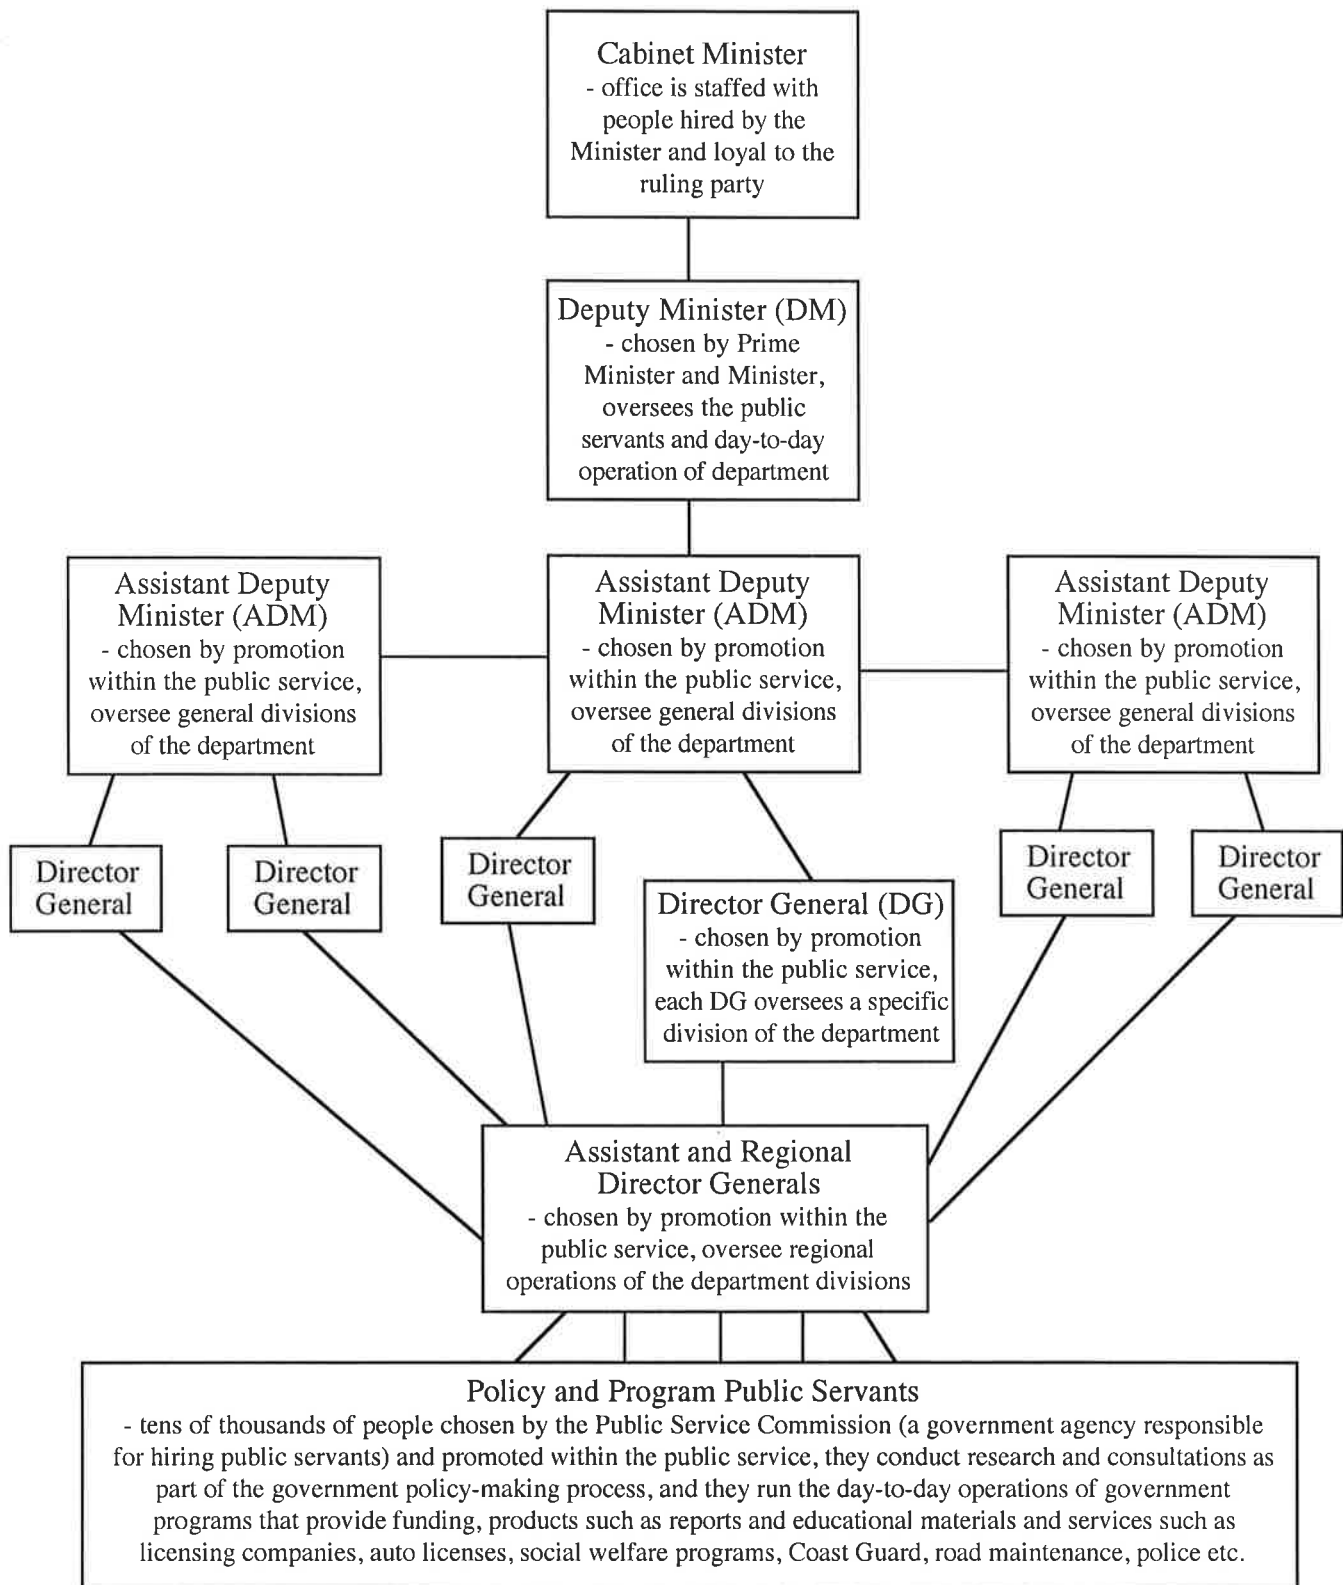 Cabinet Minister
- office is staffed with
people hired by the
Minister and loyal to the
ruling party
Deputy Minister (DM)
- chosen by Prime
Minister and Minister,
oversees the public
servants and day-to-day
operation of department
Assistant Deputy
Minister (ADM)
- chosen by promotion
within the public service,
oversee general divisions
of the department
Assistant Deputy
Minister (ADM)
- chosen by promotion
within the public service,
oversee general divisions
of the department
Assistant Deputy
Minister (ADM)
- chosen by promotion
within the public service,
oversee general divisions
of the department
Director
General
Director
General
Director
General
Director General (DG)
- chosen by promotion
within the public service,
each DG oversees a specific
division of the department
Director
General
Director
General
Assistant and Regional
Director Generals
- chosen by promotion within the
public service, oversee regional
operations of the department divisions
Policy and Program Public Servants
- tens of thousands of people chosen by the Public Service Commission (a government agency responsible
for hiring public servants) and promoted within the public service, they conduct research and consultations as
part of the government policy-making process, and they run the day-to-day operations of government
programs that provide funding, products such as reports and educational materials and services such as
licensing companies, auto licenses, social welfare programs, Coast Guard, road maintenance, police etc.